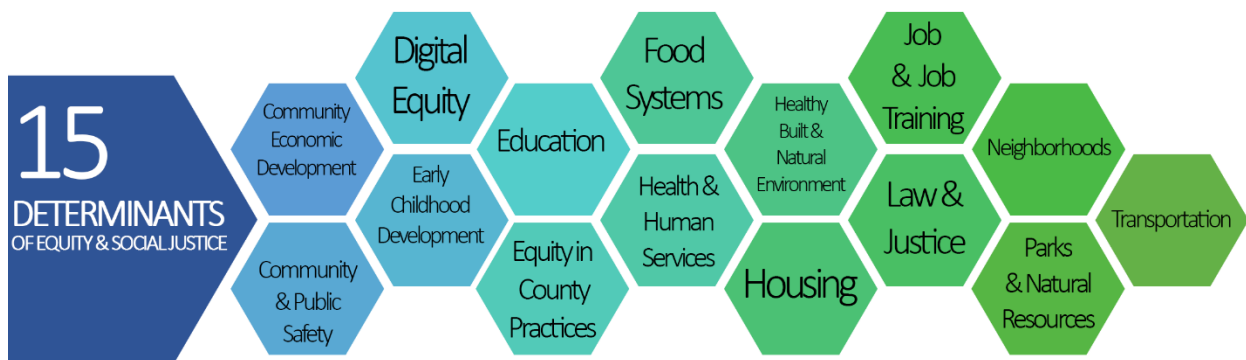 15
DETERMINANTS
OF EQUITY & SOCIAL JUSTICE
Community
Economic
Development
Community
& Public
Safety
Digital
Equity
Early
Childhood
Development
Education
Equity in
County
Practices
Food
Systems
Health &
Human
Services
Healthy
Built &
Natural
Environment
Housing
Job
& Job
Training
Law &
Justice
Neighborhoods
Parks
& Natural
Resources
Transportation